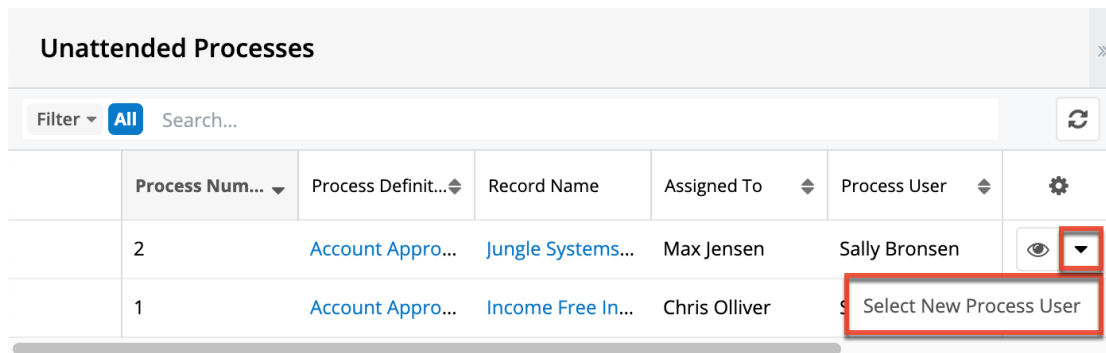 Unattended Processes
Filter All Search...
Process Num... Process Definit... Record Name Assigned To Process User
2 Account Appro... Jungle Systems... Max Jensen Sally Bronsen
1 Account Appro... Income Free In... Chris Olliver
Select New Process User